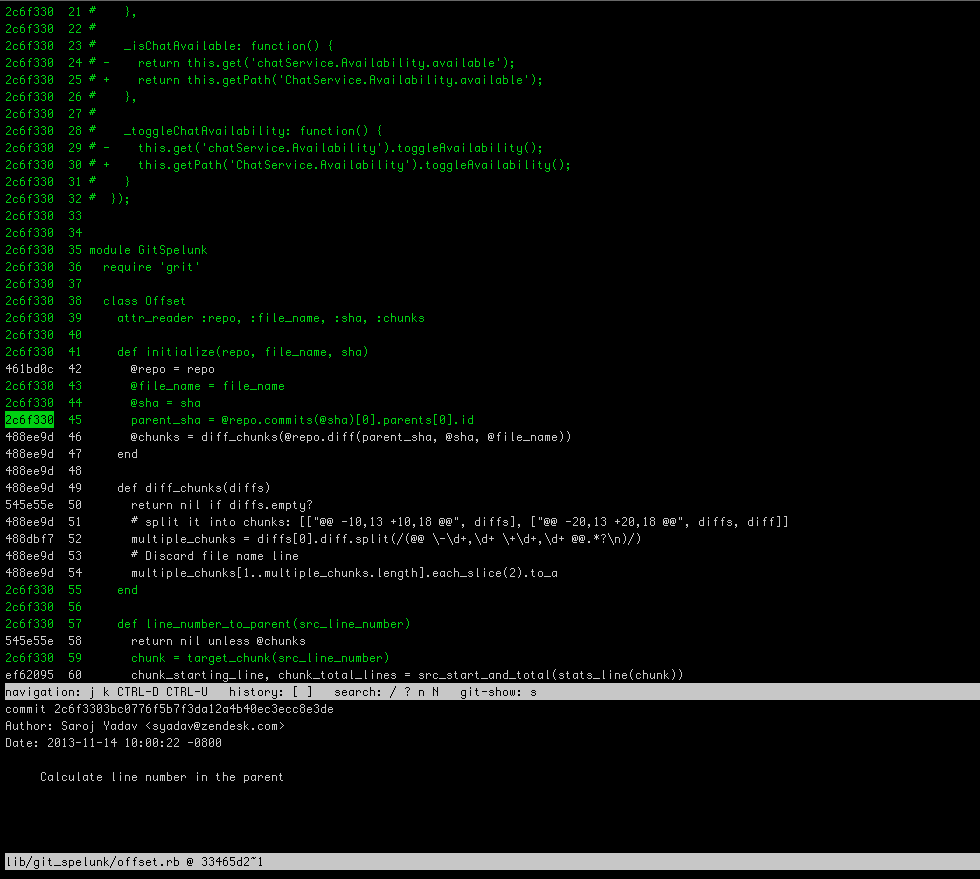 2c6f330  21 #    },
2c6f330  22 #
2c6f330  23 #    _isChatAvailable: function() {
2c6f330  24 # -    return this.get('chatService.Availability.available');
2c6f330  25 # +    return this.getPath('ChatService.Availability.available');
2c6f330  26 #    },
2c6f330  27 #
2c6f330  28 #    _toggleChatAvailability: function() {
2c6f330  29 # -    this.get('chatService.Availability').toggleAvailability();
2c6f330  30 # +    this.getPath('ChatService.Availability').toggleAvailability();
2c6f330  31 #    }
2c6f330  32 #  });
2c6f330  33
2c6f330  34
2c6f330  35 module GitSpelunk
2c6f330  36   require 'grit'
2c6f330  37
2c6f330  38   class Offset
2c6f330  39     attr_reader :repo, :file_name, :sha, :chunks
2c6f330  40
2c6f330  41     def initialize(repo, file_name, sha)
461bd0c  42       @repo = repo
2c6f330  43       @file_name = file_name
2c6f330  44       @sha = sha
2c6f330  45       parent_sha = @repo.commits(@sha)[0].parents[0].id
488ee9d  46       @chunks = diff_chunks(@repo.diff(parent_sha, @sha, @file_name))
488ee9d  47     end
488ee9d  48
488ee9d  49     def diff_chunks(diffs)
545e55e  50       return nil if diffs.empty?
488ee9d  51       # split it into chunks: [["@@ -10,13 +10,18 @@", diffs], ["@@ -20,13 +20,18 @@", diffs, diff]]
488dbf7  52       multiple_chunks = diffs[0].diff.split(/(@@ \-\d+,\d+ \+\d+,\d+ @@.*?\n)/)
488ee9d  53       # Discard file name line
488ee9d  54       multiple_chunks[1..multiple_chunks.length].each_slice(2).to_a
2c6f330  55     end
2c6f330  56
2c6f330  57     def line_number_to_parent(src_line_number)
545e55e  58       return nil unless @chunks
2c6f330  59       chunk = target_chunk(src_line_number)
ef62095  60       chunk_starting_line, chunk_total_lines = src_start_and_total(stats_line(chunk))
navigation: j k CTRL-D CTRL-U   history: [ ]   search: / ? n N   git-show: s
commit 2c6f3303bc0776f5b7f3da12a4b40ec3ecc8e3de
Author: Saroj Yadav <syadav@zendesk.com>
Date: 2013-11-14 10:00:22 -0800
     Calculate line number in the parent
lib/git_spelunk/offset.rb @ 33465d2~1